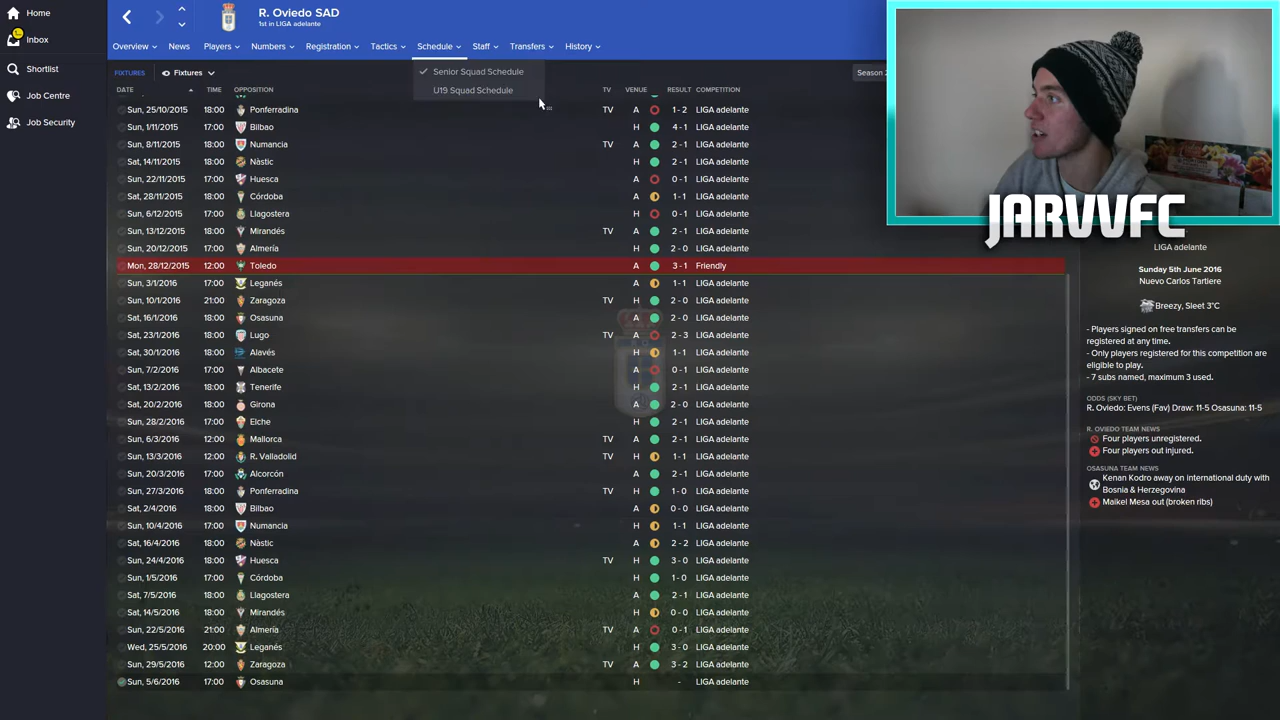 Home
Inbox
Shortlist
Job Centre
Job Security
R. Oviedo SAD
1st in LIGA adelante
Overview News Players Numbers Registration Tactics Schedule Staff Transfers History
Senior Squad Schedule
U19 Squad Schedule
FIXTURES Fixtures Season 2
DATE TIME OPPOSITION TV VENUE RESULT COMPETITION
Sun, 25/10/2015 18:00 Ponferradina TV A 1 - 2 LIGA adelante
Sun, 1/11/2015 17:00 Bilbao H 4 - 1 LIGA adelante
Sun, 8/11/2015 18:00 Numancia TV A 2 - 1 LIGA adelante
Sat, 14/11/2015 18:00 Nàstic H 2 - 1 LIGA adelante
Sun, 22/11/2015 18:00 Huesca A 0 - 1 LIGA adelante
Sat, 28/11/2015 18:00 Córdoba A 1 - 1 LIGA adelante
Sun, 6/12/2015 17:00 Llagostera H 0 - 1 LIGA adelante
Sun, 13/12/2015 18:00 Mirandés TV A 2 - 1 LIGA adelante
Sun, 20/12/2015 17:00 Almería H 2 - 0 LIGA adelante
Mon, 28/12/2015 12:00 Toledo A 3 - 1 Friendly
Sun, 3/1/2016 17:00 Leganés A 1 - 1 LIGA adelante
Sun, 10/1/2016 21:00 Zaragoza TV H 2 - 0 LIGA adelante
Sat, 16/1/2016 18:00 Osasuna A 2 - 0 LIGA adelante
Sat, 23/1/2016 18:00 Lugo TV A 2 - 3 LIGA adelante
Sat, 30/1/2016 18:00 Alavés H 1 - 1 LIGA adelante
Sun, 7/2/2016 17:00 Albacete A 0 - 1 LIGA adelante
Sat, 13/2/2016 18:00 Tenerife H 2 - 1 LIGA adelante
Sat, 20/2/2016 18:00 Girona A 2 - 0 LIGA adelante
Sun, 28/2/2016 17:00 Elche H 2 - 1 LIGA adelante
Sun, 6/3/2016 12:00 Mallorca TV A 2 - 1 LIGA adelante
Sun, 13/3/2016 12:00 R. Valladolid TV H 1 - 1 LIGA adelante
Sun, 20/3/2016 17:00 Alcorcón A 2 - 1 LIGA adelante
Sun, 27/3/2016 18:00 Ponferradina TV H 1 - 0 LIGA adelante
Sat, 2/4/2016 18:00 Bilbao A 0 - 0 LIGA adelante
Sun, 10/4/2016 17:00 Numancia H 1 - 1 LIGA adelante
Sat, 16/4/2016 18:00 Nàstic A 2 - 2 LIGA adelante
Sun, 24/4/2016 18:00 Huesca TV H 3 - 0 LIGA adelante
Sun, 1/5/2016 17:00 Córdoba H 1 - 0 LIGA adelante
Sat, 7/5/2016 18:00 Llagostera A 2 - 1 LIGA adelante
Sat, 14/5/2016 18:00 Mirandés H 0 - 0 LIGA adelante
Sun, 22/5/2016 21:00 Almería TV A 0 - 1 LIGA adelante
Wed, 25/5/2016 20:00 Leganés H 3 - 0 LIGA adelante
Sun, 29/5/2016 12:00 Zaragoza TV A 3 - 2 LIGA adelante
Sun, 5/6/2016 17:00 Osasuna H - LIGA adelante
JARVVFC
LIGA adelante
Sunday 5th June 2016
Nuevo Carlos Tartiere
Breezy, Sleet 3°C
- Players signed on free transfers can be
registered at any time.
- Only players registered for this competition are
eligible to play.
- 7 subs named, maximum 3 used.
ODDS (SKY BET)
R. Oviedo: Evens (Fav) Draw: 11-5 Osasuna: 11-5
R. OVIEDO TEAM NEWS
Four players unregistered.
Four players out injured.
OSASUNA TEAM NEWS
Kenan Kodro away on international duty with
Bosnia & Herzegovina
Maikel Mesa out (broken ribs)